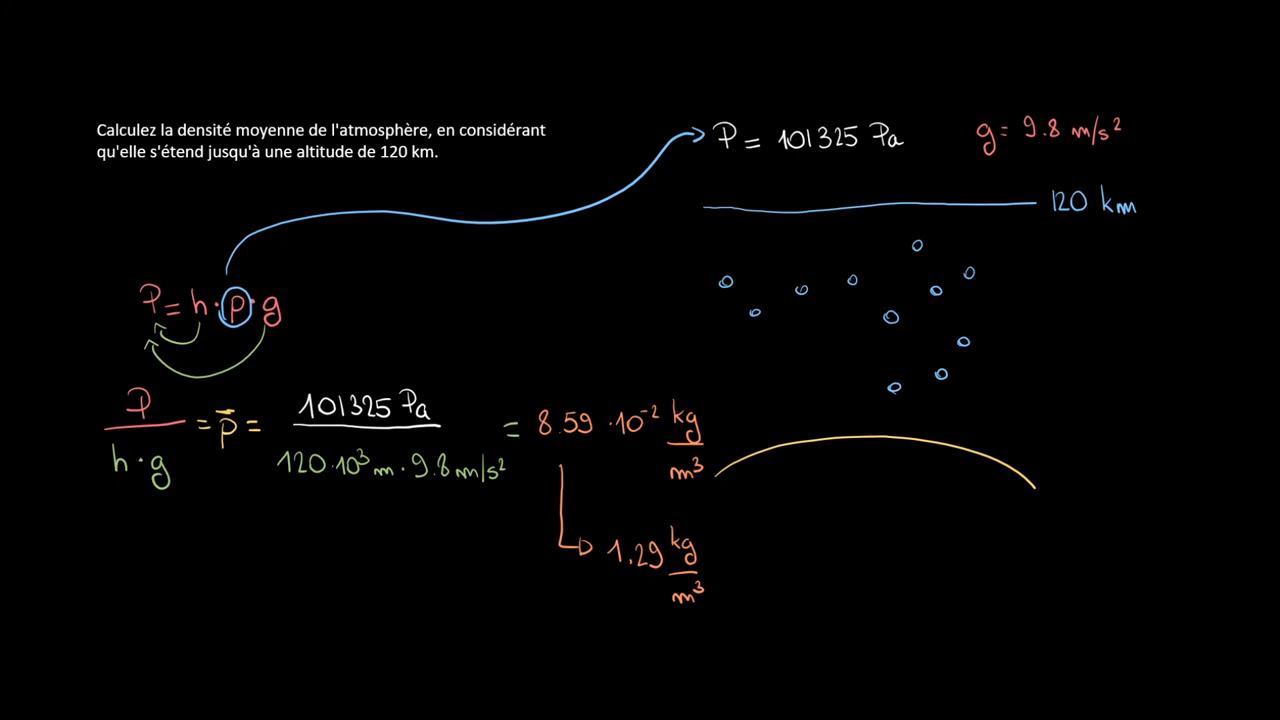 Calculez la densité moyenne de l'atmosphère, en considérant
qu'elle s'étend jusqu'à une altitude de 120 km.
P = 101325 Pa
g = 9.8 m/s²
120 km
P = h · ρ · g
P / h · g = ρ̅ = 101325 Pa / 120 · 10³ m · 9.8 m/s² = 8.59 · 10⁻² kg / m³
1.29 kg / m³